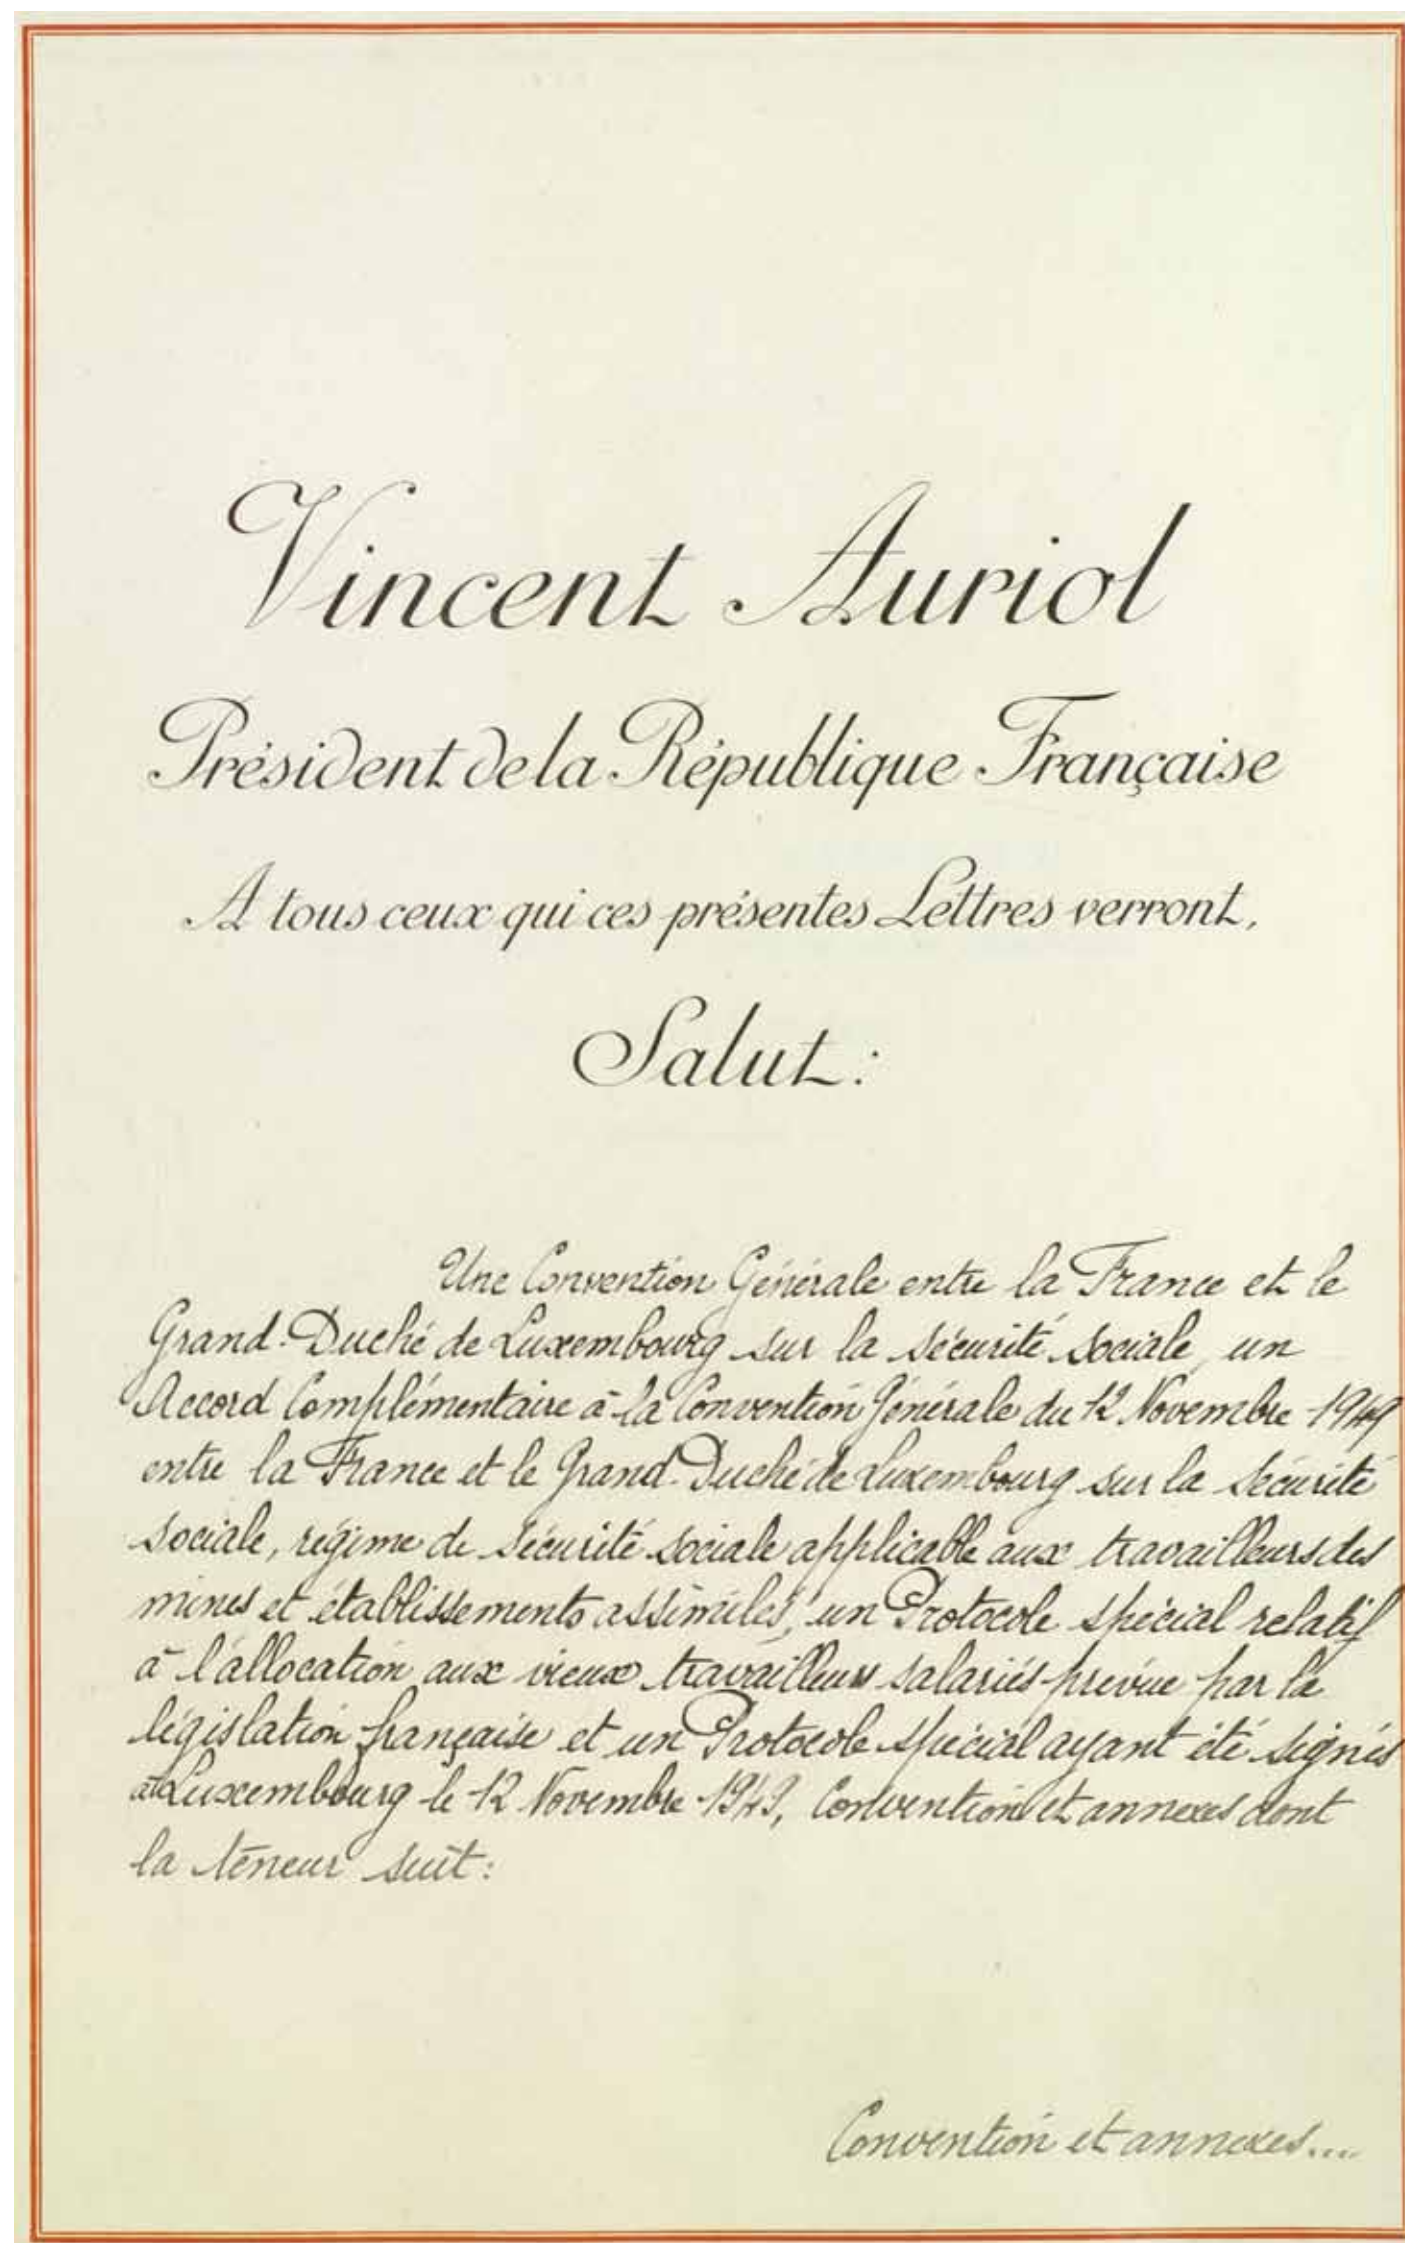 Vincent Auriol
Président de la République Française
A tous ceux qui ces présentes Lettres verront,
Salut:
Une Convention Générale entre la France et le
Grand-Duché de Luxembourg sur la sécurité sociale, un
Accord Complémentaire à la Convention Générale du 12 Novembre 1949
entre la France et le Grand-Duché de Luxembourg sur la sécurité
sociale, régime de sécurité sociale applicable aux travailleurs des
mines et établissements assimilés, un Protocole spécial relatif
à l'allocation aux vieux travailleurs salariés prévue par la
législation française et un Protocole spécial ayant été signés
à Luxembourg le 12 Novembre 1949, Convention et annexes dont
la teneur suit:
Convention et annexes....